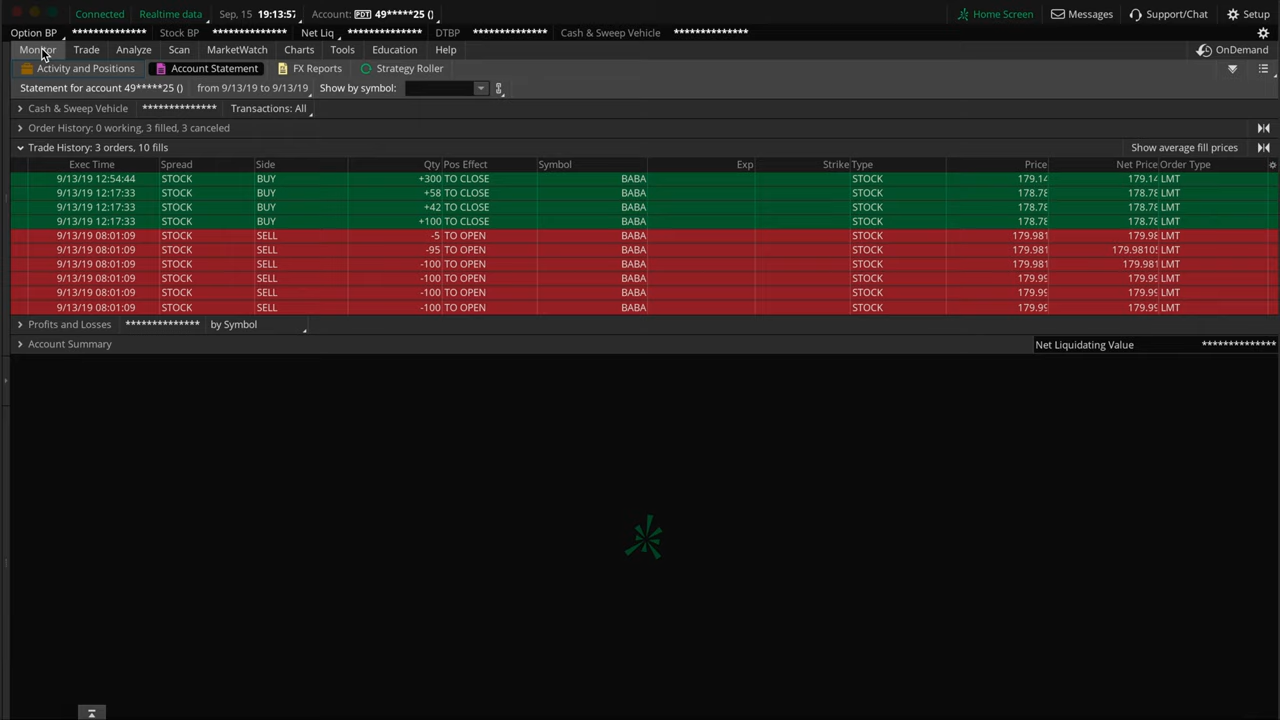 Connected Realtime data Sep, 15 19:13:57 Account: PDT 49*****25 () Home Screen Messages Support/Chat Setup
Option BP ************** Stock BP ************** Net Liq ************** DTBP ************** Cash & Sweep Vehicle **************
Monitor Trade Analyze Scan MarketWatch Charts Tools Education Help OnDemand
Activity and Positions Account Statement FX Reports Strategy Roller
Statement for account 49*****25 () from 9/13/19 to 9/13/19 Show by symbol:
Cash & Sweep Vehicle ************** Transactions: All
Order History: 0 working, 3 filled, 3 canceled
Trade History: 3 orders, 10 fills Show average fill prices
Exec Time Spread Side Qty Pos Effect Symbol Exp Strike Type Price Net Price Order Type
9/13/19 12:54:44 STOCK BUY +300 TO CLOSE BABA STOCK 179.14 179.14 LMT
9/13/19 12:17:33 STOCK BUY +58 TO CLOSE BABA STOCK 178.78 178.78 LMT
9/13/19 12:17:33 STOCK BUY +42 TO CLOSE BABA STOCK 178.78 178.78 LMT
9/13/19 12:17:33 STOCK BUY +100 TO CLOSE BABA STOCK 178.78 178.78 LMT
9/13/19 08:01:09 STOCK SELL -5 TO OPEN BABA STOCK 179.981 179.98 LMT
9/13/19 08:01:09 STOCK SELL -95 TO OPEN BABA STOCK 179.981 179.9810 LMT
9/13/19 08:01:09 STOCK SELL -100 TO OPEN BABA STOCK 179.981 179.981 LMT
9/13/19 08:01:09 STOCK SELL -100 TO OPEN BABA STOCK 179.99 179.99 LMT
9/13/19 08:01:09 STOCK SELL -100 TO OPEN BABA STOCK 179.99 179.99 LMT
9/13/19 08:01:09 STOCK SELL -100 TO OPEN BABA STOCK 179.99 179.99 LMT
Profits and Losses ************** by Symbol
Account Summary Net Liquidating Value **************